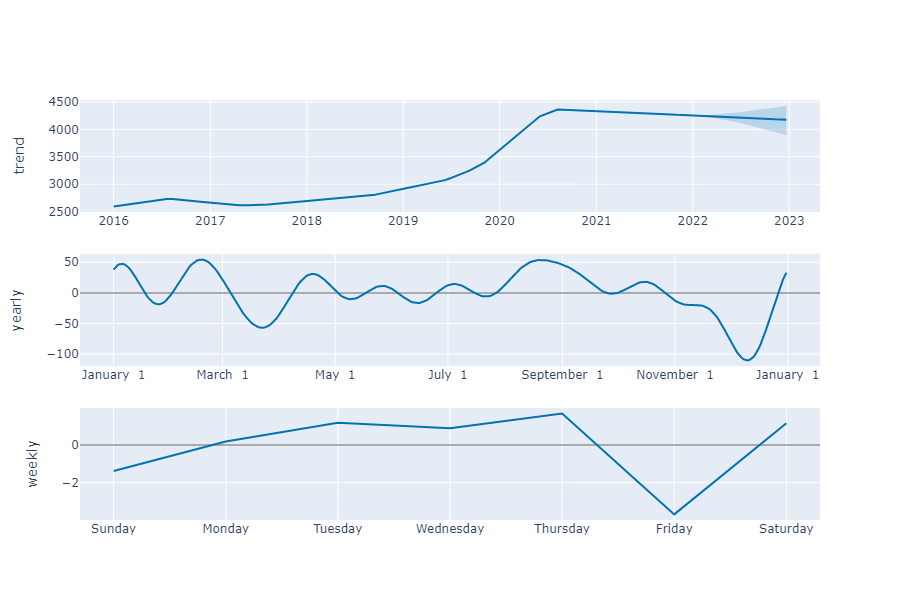 trend
4500
4000
3500
3000
2500
2016 2017 2018 2019 2020 2021 2022 2023
yearly
50
0
−50
−100
January 1 March 1 May 1 July 1 September 1 November 1 January 1
weekly
0
−2
Sunday Monday Tuesday Wednesday Thursday Friday Saturday